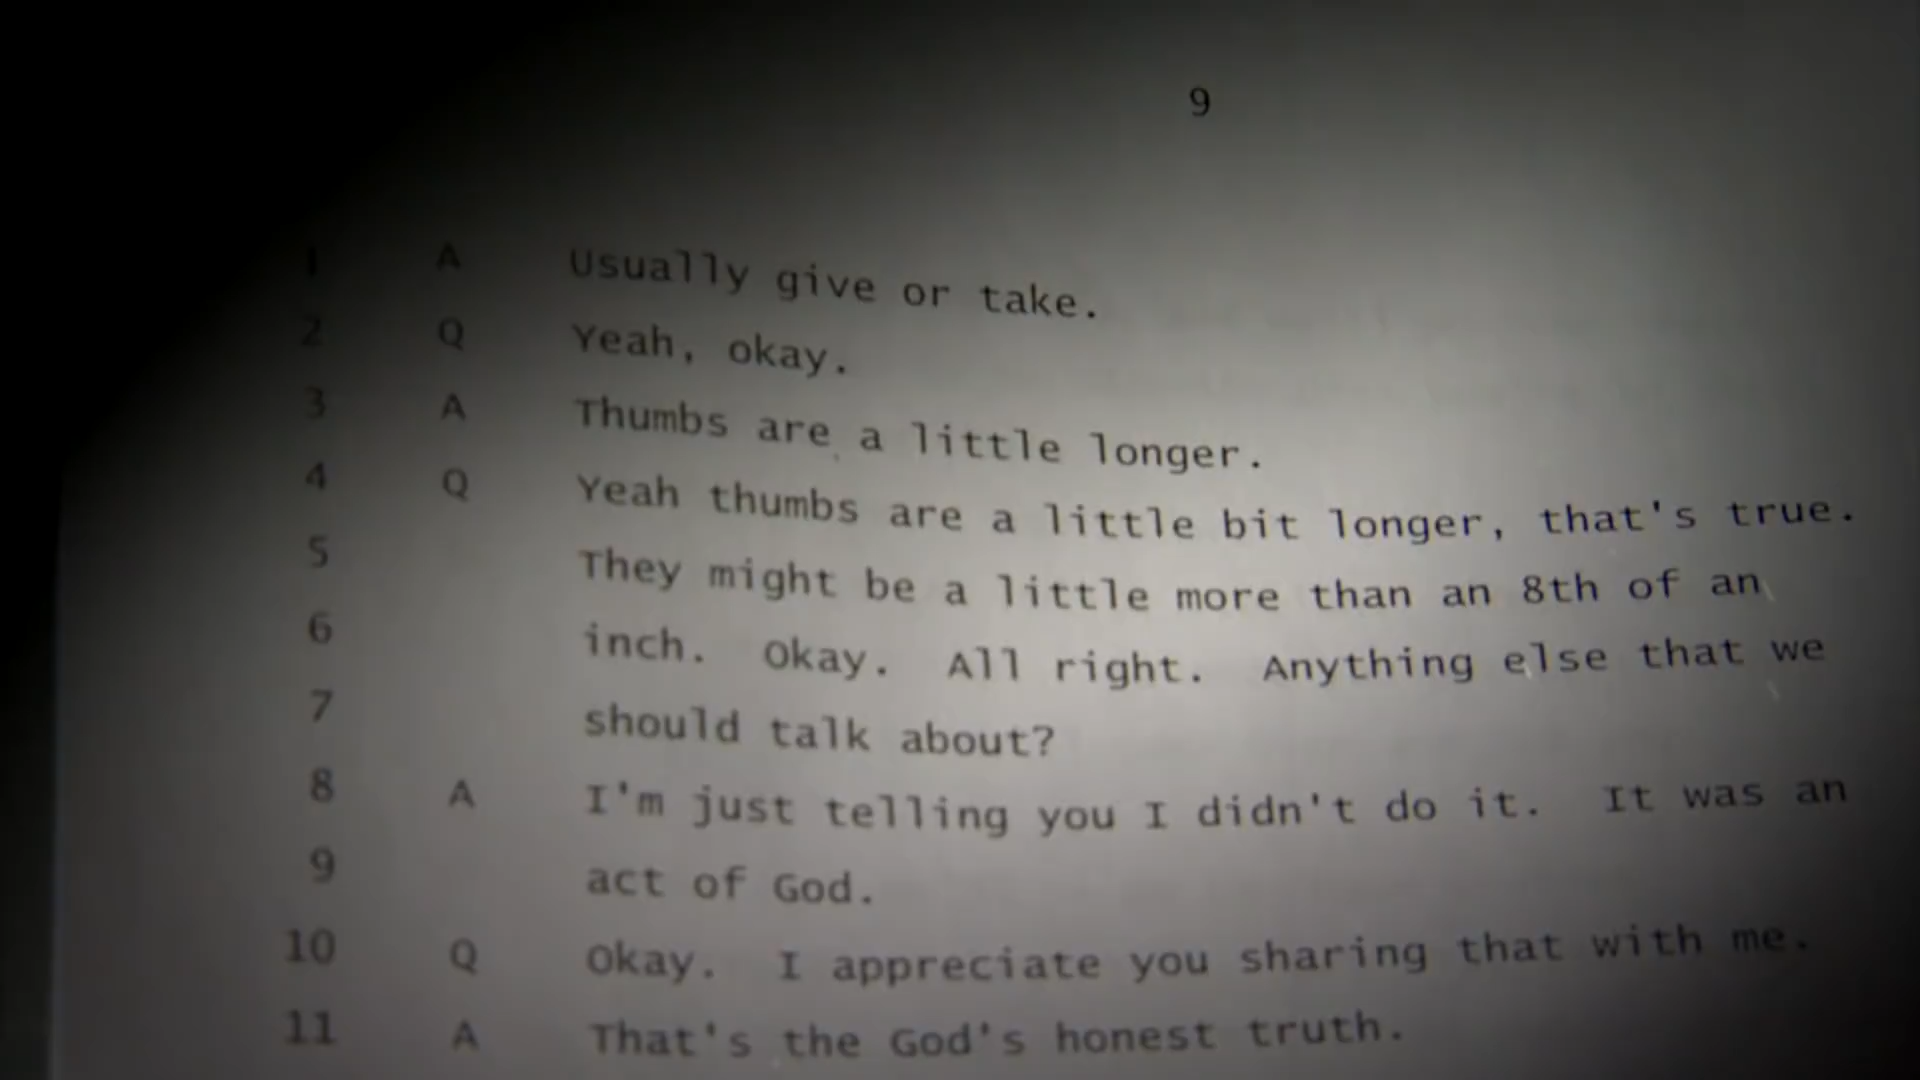 9
1 A Usually give or take.
2 Q Yeah, okay.
3 A Thumbs are a little longer.
4 Q Yeah thumbs are a little bit longer, that's true.
5 They might be a little more than an 8th of an
6 inch. Okay. All right. Anything else that we
7 should talk about?
8 A I'm just telling you I didn't do it. It was an
9 act of God.
10 Q Okay. I appreciate you sharing that with me.
11 A That's the God's honest truth.